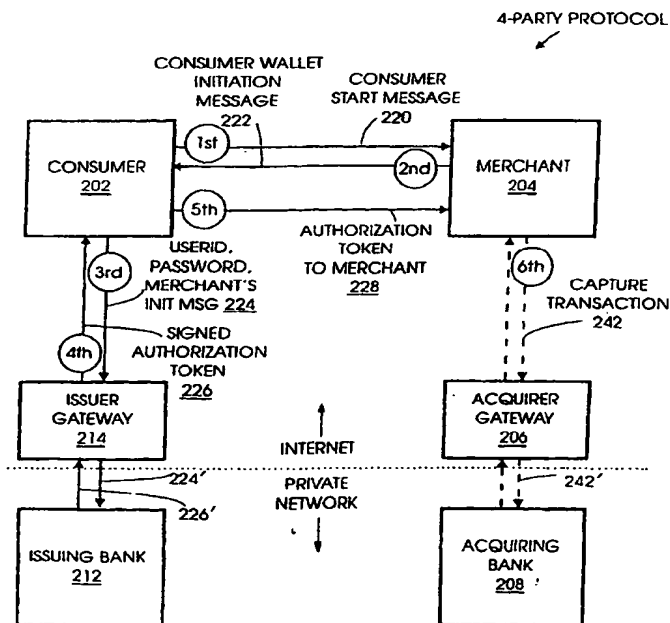 4-PARTY PROTOCOL
CONSUMER WALLET
INITIATION
MESSAGE
222
CONSUMER
START MESSAGE
220
1st
CONSUMER
202
2nd
MERCHANT
204
5th
AUTHORIZATION
TOKEN
TO MERCHANT
228
3rd
USERID,
PASSWORD,
MERCHANT'S
INIT MSG 224
6th
CAPTURE
TRANSACTION
242
4th
SIGNED
AUTHORIZATION
TOKEN
226
ISSUER
GATEWAY
214
ACQUIRER
GATEWAY
206
INTERNET
PRIVATE
NETWORK
224'
226'
242'
ISSUING BANK
212
ACQUIRING
BANK
208